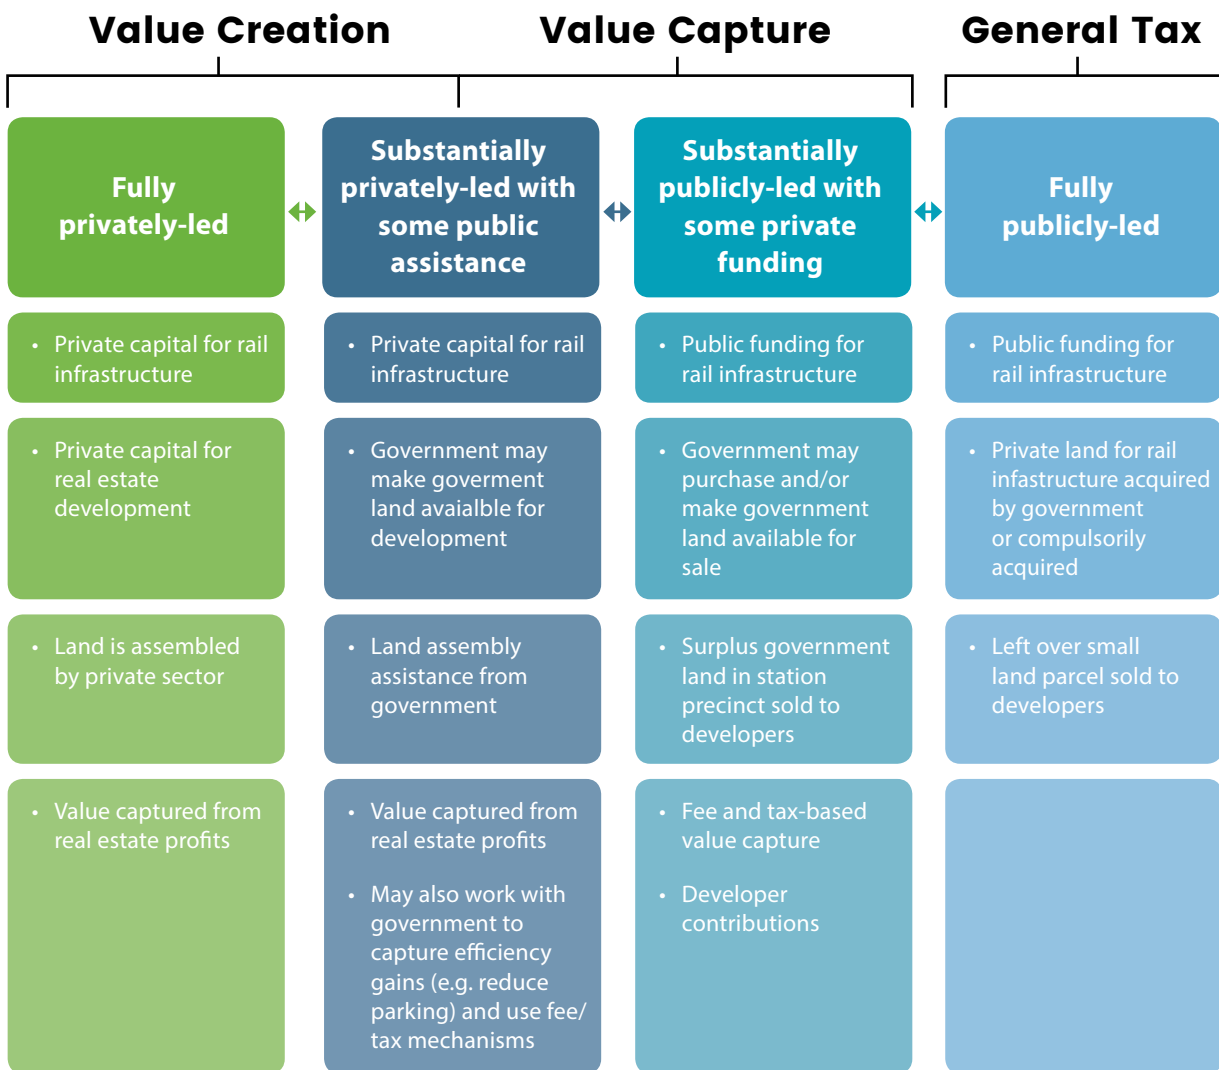 Value Creation
Value Capture
General Tax
Fully
privately-led
Substantially
privately-led with
some public
assistance
Substantially
publicly-led with
some private
funding
Fully
publicly-led
• Private capital for rail
infrastructure
• Private capital for rail
infrastructure
• Public funding for
rail infrastructure
• Public funding for
rail infrastructure
• Private capital for
real estate
development
• Government may
make goverment
land avaialble for
development
• Government may
purchase and/or
make government
land available for
sale
• Private land for rail
infastructure acquired
by government
or compulsorily
acquired
• Land is assembled
by private sector
• Land assembly
assistance from
government
• Surplus government
land in station
precinct sold to
developers
• Left over small
land parcel sold to
developers
• Value captured from
real estate profits
• Value captured from
real estate profits
• May also work with
government to
capture efficiency
gains (e.g. reduce
parking) and use fee/
tax mechanisms
• Fee and tax-based
value capture
• Developer
contributions